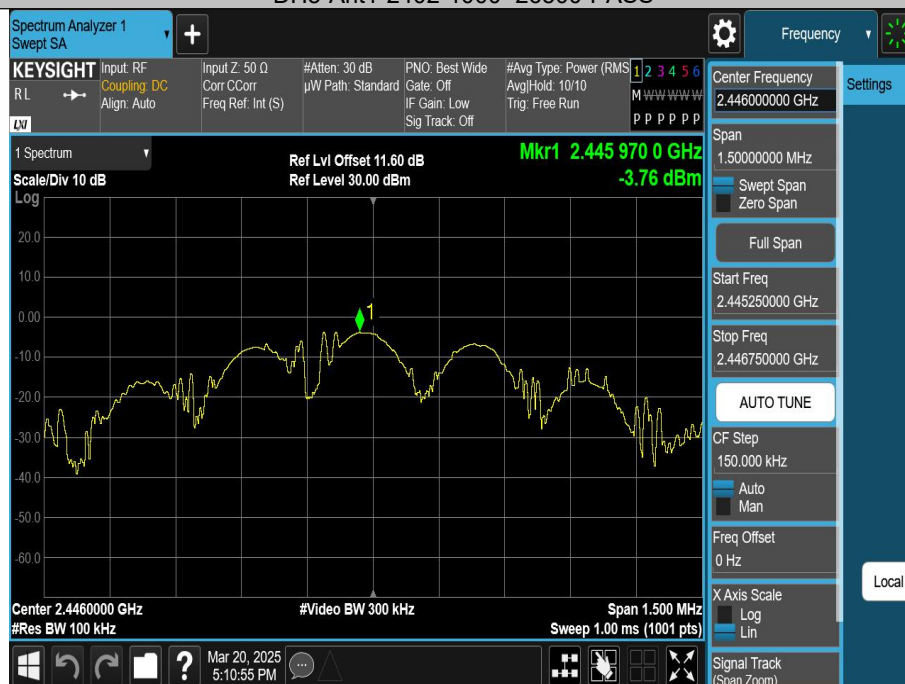 Spectrum Analyzer 1
Swept SA
Frequency
KEYSIGHT
RL
LXI
Input: RF
Coupling: DC
Align: Auto
Input Z: 50 Ω
Corr CCorr
Freq Ref: Int (S)
#Atten: 30 dB
µW Path: Standard
PNO: Best Wide
Gate: Off
IF Gain: Low
Sig Track: Off
#Avg Type: Power (RMS
Avg|Hold: 10/10
Trig: Free Run
1 2 3 4 5 6
M W W W W W
P P P P P P
1 Spectrum
Scale/Div 10 dB
Log
Ref Lvl Offset 11.60 dB
Ref Level 30.00 dBm
Mkr1 2.445 970 0 GHz
-3.76 dBm
20.0
10.0
0.00
-10.0
-20.0
-30.0
-40.0
-50.0
-60.0
1
Center 2.4460000 GHz
#Res BW 100 kHz
#Video BW 300 kHz
Span 1.500 MHz
Sweep 1.00 ms (1001 pts)
Mar 20, 2025
5:10:55 PM
Center Frequency
2.446000000 GHz
Settings
Span
1.50000000 MHz
Swept Span
Zero Span
Full Span
Start Freq
2.445250000 GHz
Stop Freq
2.446750000 GHz
AUTO TUNE
CF Step
150.000 kHz
Auto
Man
Freq Offset
0 Hz
Local
X Axis Scale
Log
Lin
Signal Track
(Span Zoom)